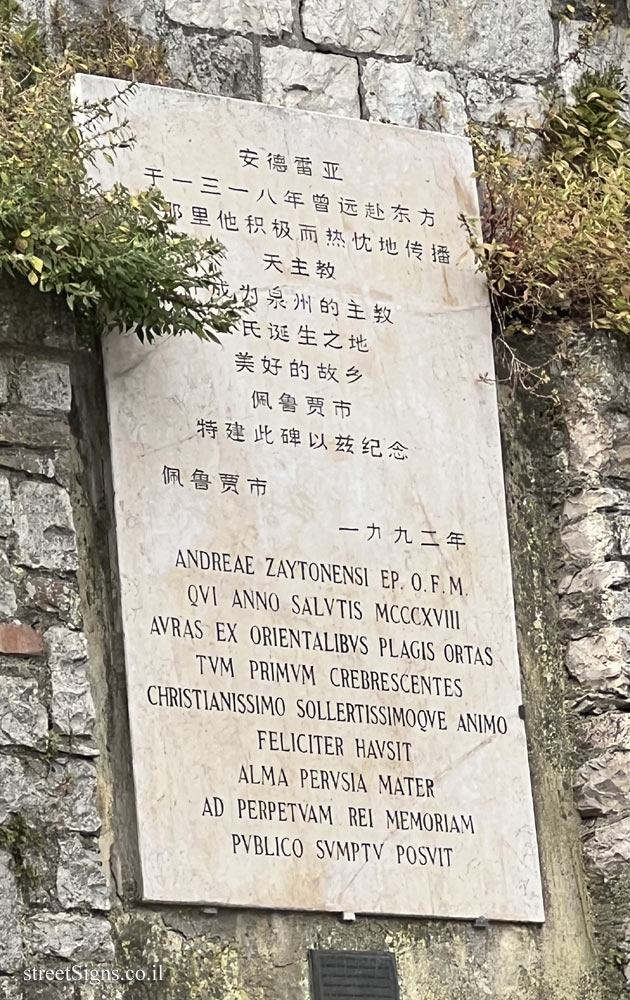 安德雷亚
于一三一八年曾远赴东方
那里他积极而热忱地传播
天主教
成为泉州的主教
氏诞生之地
美好的故乡
佩鲁贾市
特建此碑以兹纪念
佩鲁贾市
一九九二年
ANDREAE ZAYTONENSI EP. O.F.M.
QVI ANNO SALVTIS MCCCXVIII
AVRAS EX ORIENTALIBVS PLAGIS ORTAS
TVM PRIMVM CREBRESCENTES
CHRISTIANISSIMO SOLLERTISSIMOQVE ANIMO
FELICITER HAVSIT
ALMA PERVSIA MATER
AD PERPETVAM REI MEMORIAM
PVBLICO SVMPTV POSVIT
streetSigns.co.il